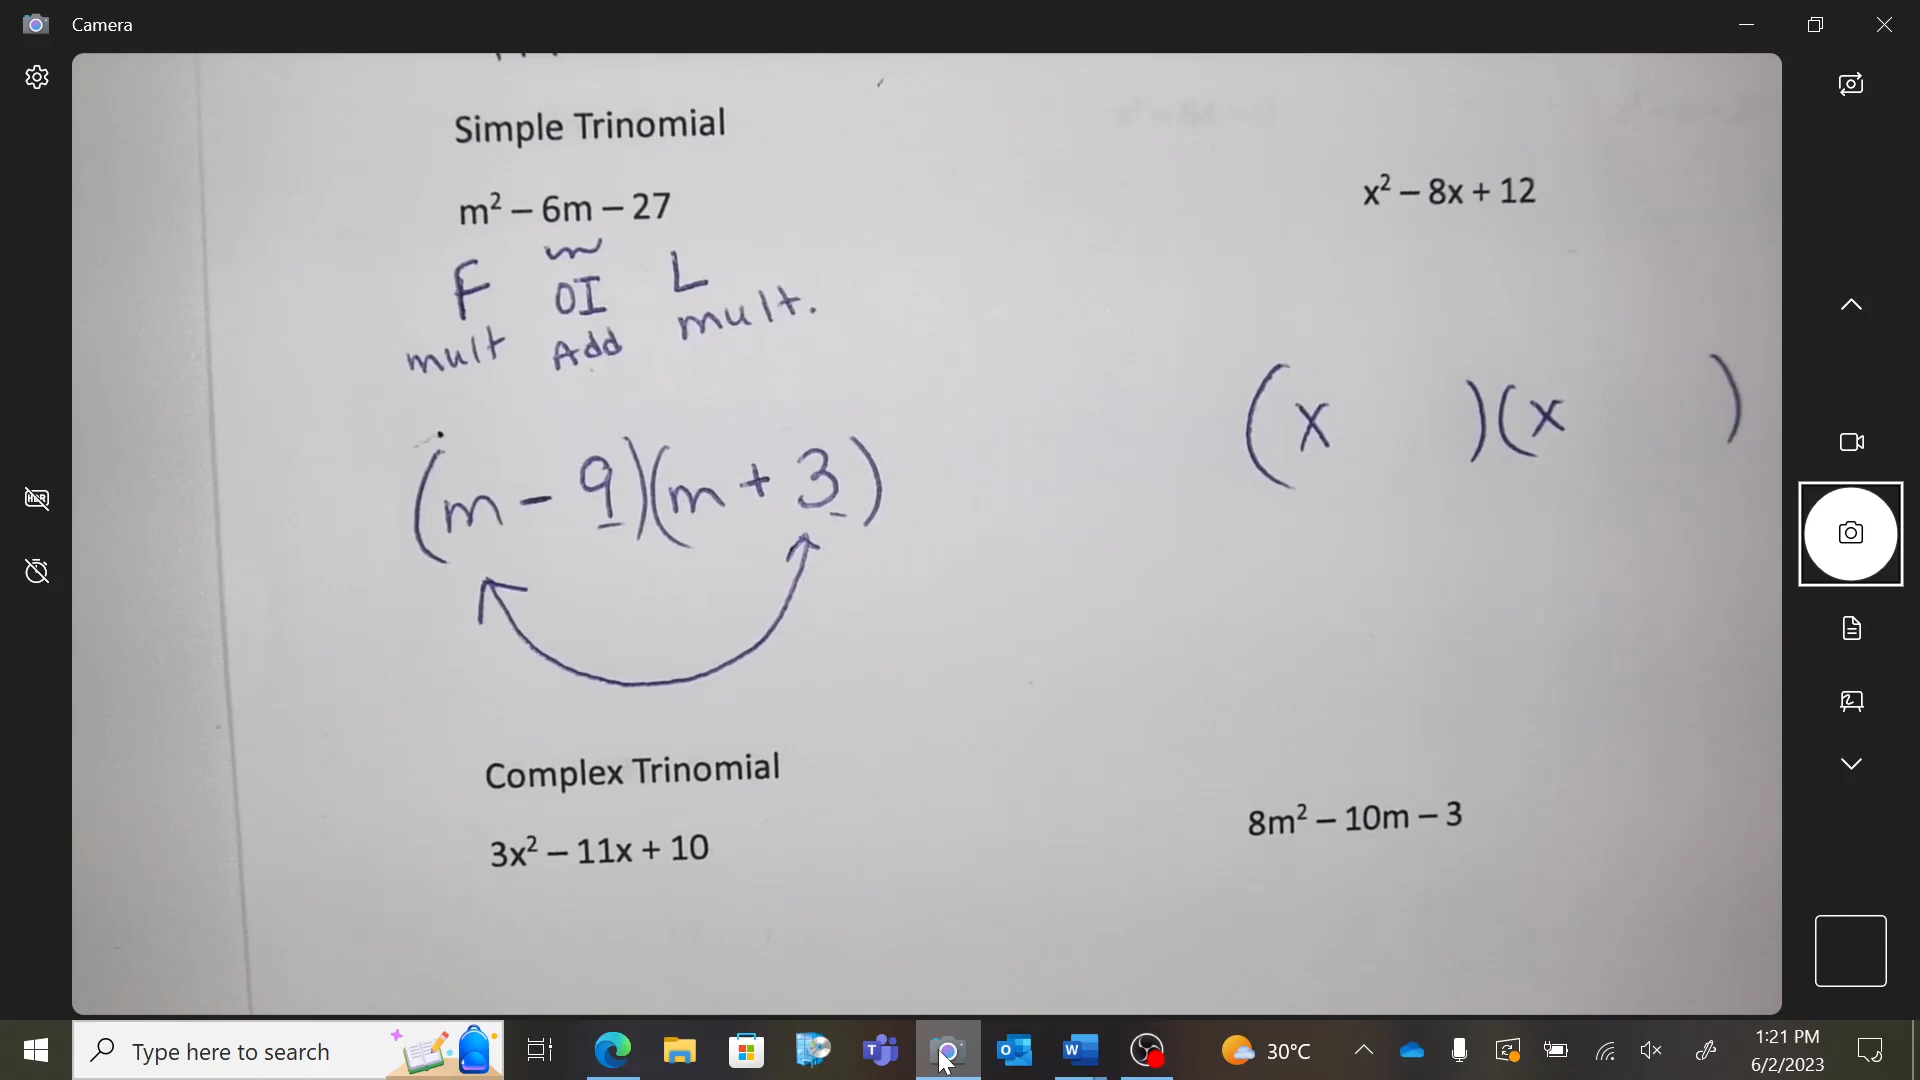 Camera
Simple Trinomial
m² – 6m – 27
F OI L
mult Add mult.
(m - 9)(m + 3)
x² – 8x + 12
(x )(x )
Complex Trinomial
3x² – 11x + 10
8m² – 10m – 3
Type here to search
30°C
1:21 PM
6/2/2023